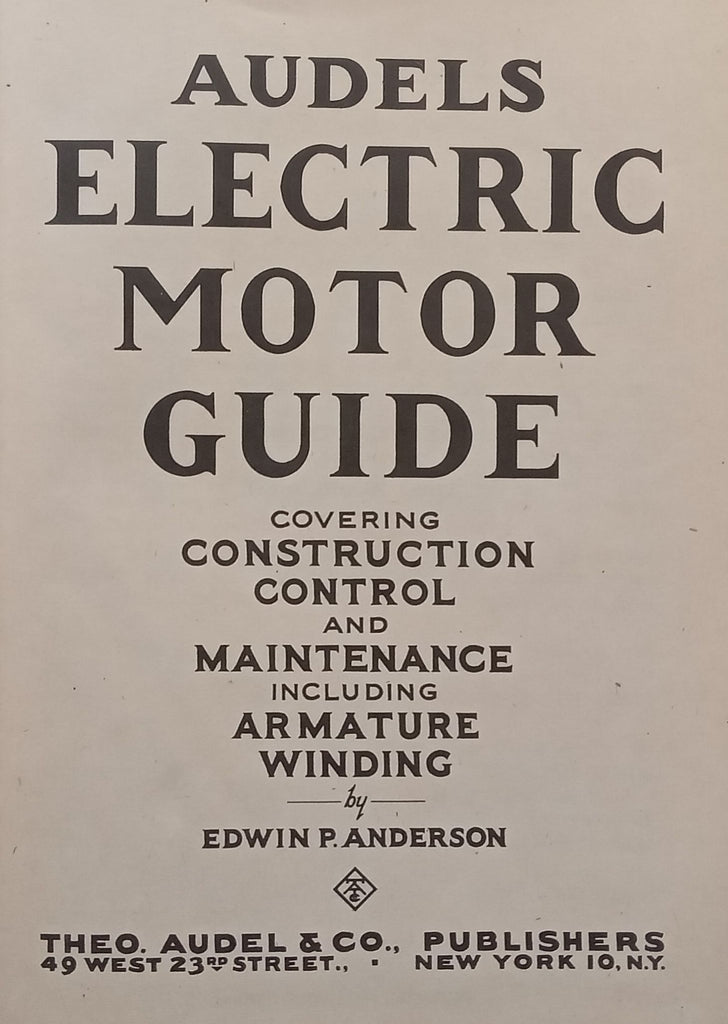 AUDELS
ELECTRIC
MOTOR
GUIDE
COVERING
CONSTRUCTION
CONTROL
AND
MAINTENANCE
INCLUDING
ARMATURE
WINDING
by
EDWIN P. ANDERSON
THEO. AUDEL & CO., PUBLISHERS
49 WEST 23RD STREET., · NEW YORK 10, N.Y.